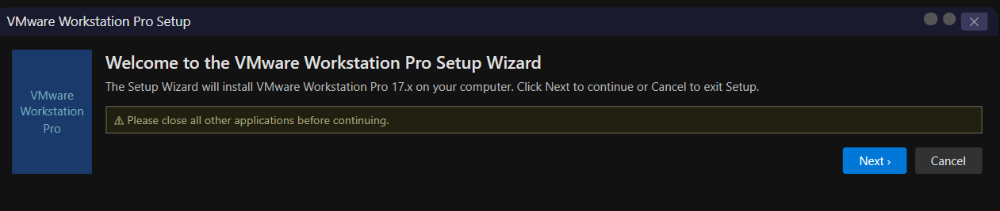 VMware Workstation Pro Setup
VMware
Workstation
Pro
Welcome to the VMware Workstation Pro Setup Wizard
The Setup Wizard will install VMware Workstation Pro 17.x on your computer. Click Next to continue or Cancel to exit Setup.
⚠ Please close all other applications before continuing.
Next ›
Cancel